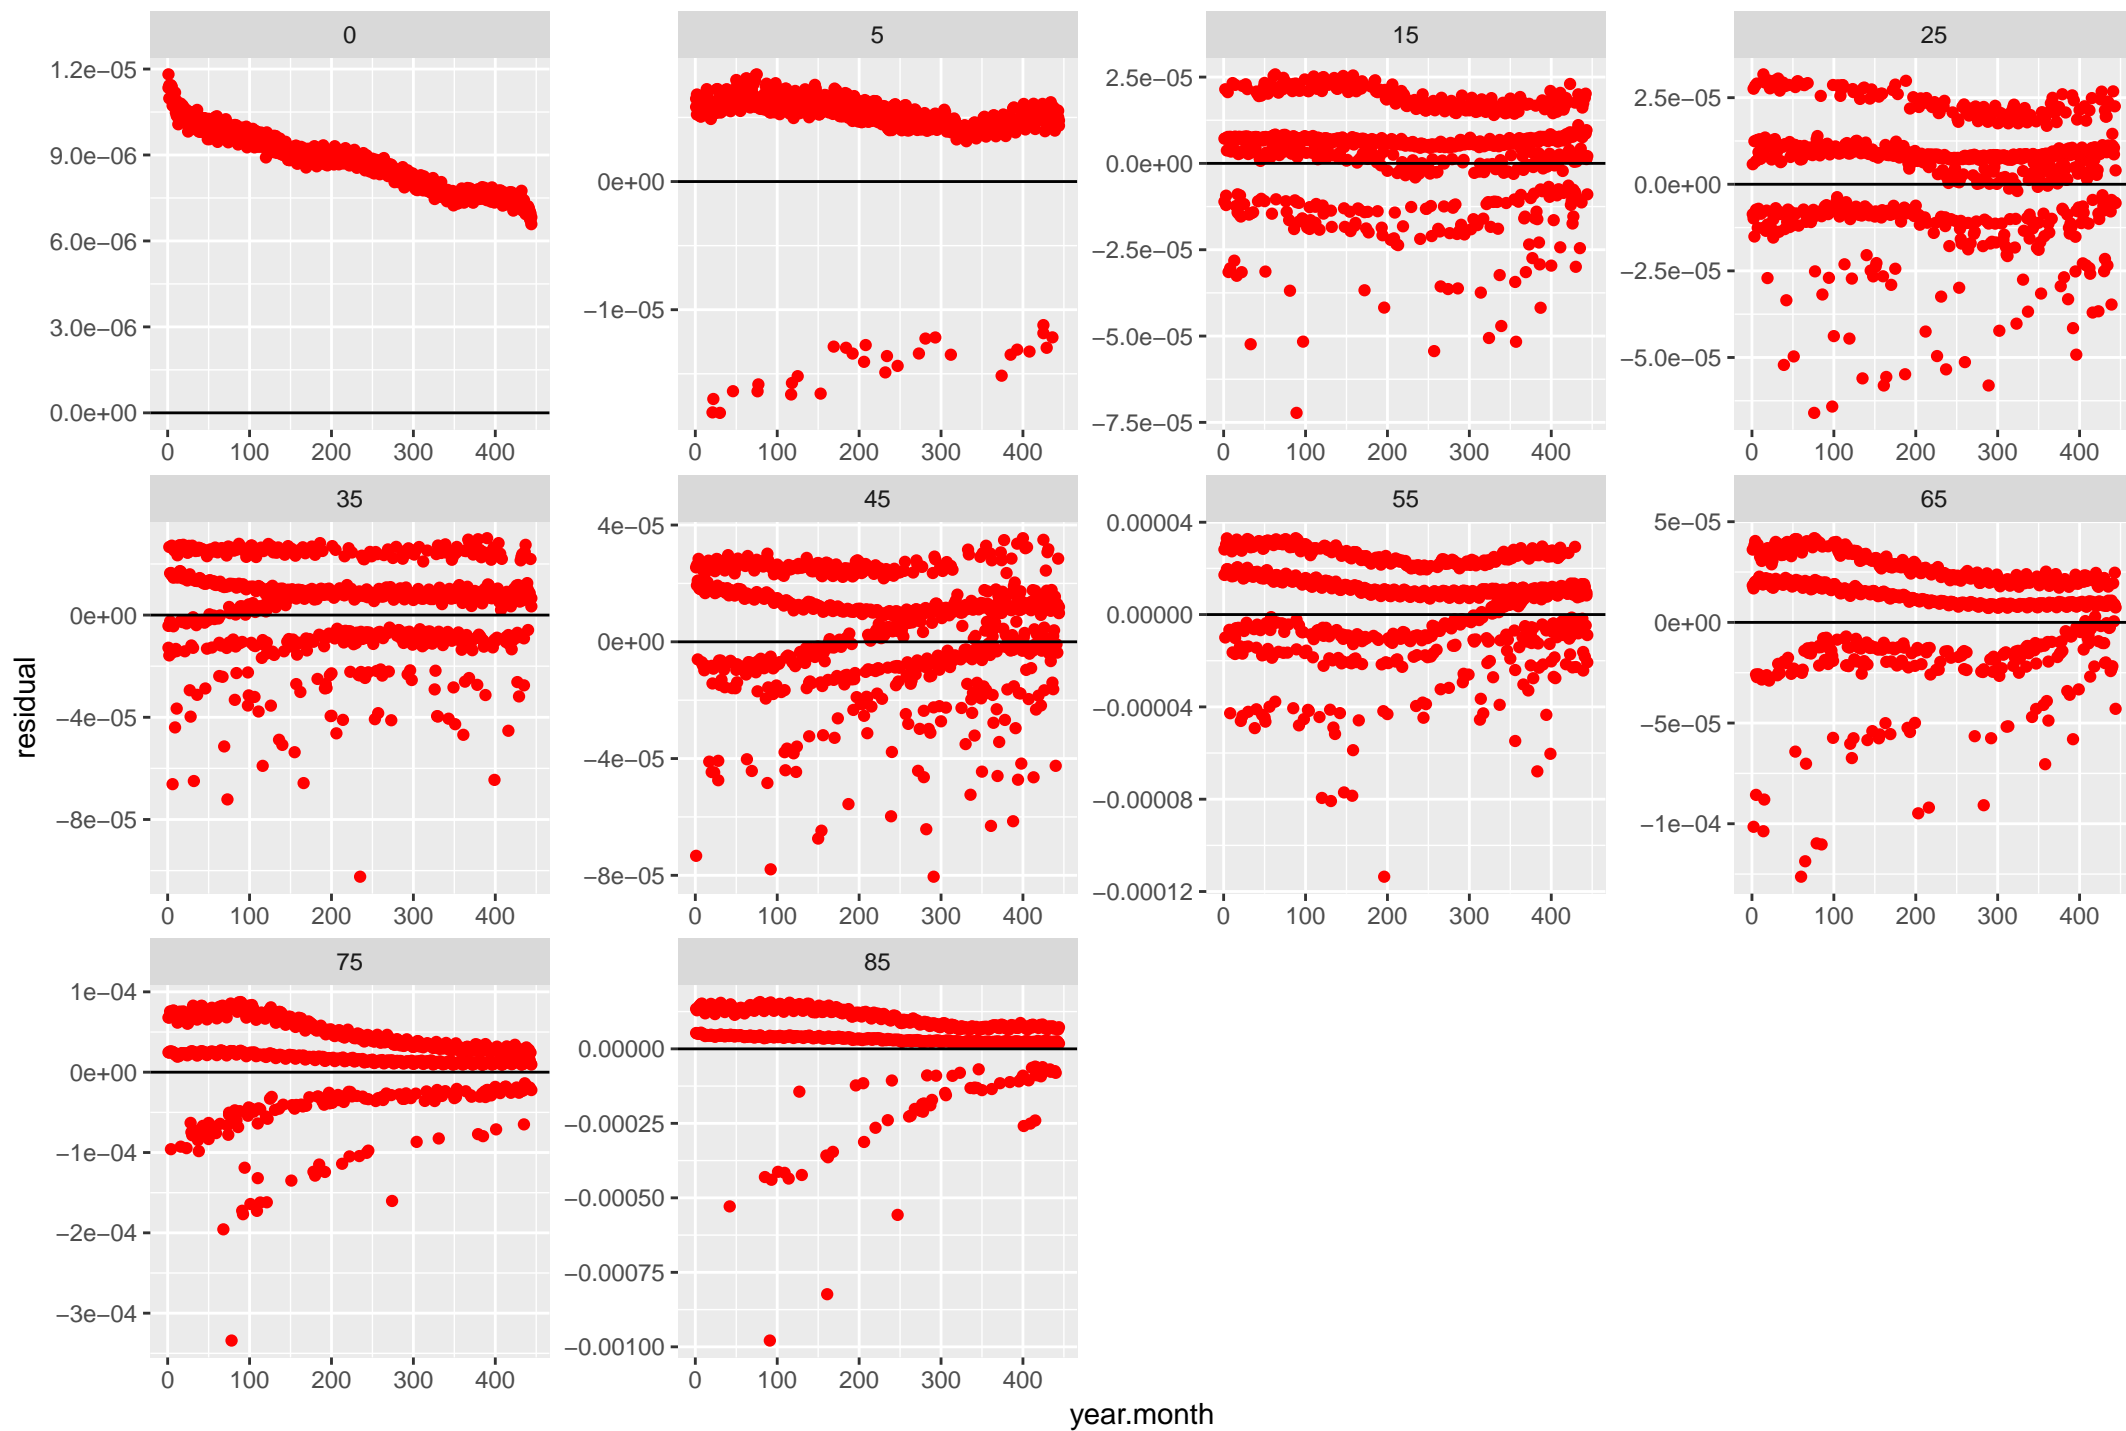 0 5 15 25
1.2e−05
9.0e−06
6.0e−06
3.0e−06
0.0e+00
0e+00
−1e−05
2.5e−05
0.0e+00
−2.5e−05
−5.0e−05
−7.5e−05
2.5e−05
0.0e+00
−2.5e−05
−5.0e−05
0 100 200 300 400 0 100 200 300 400 0 100 200 300 400 0 100 200 300 400
35 45 55 65
0e+00
−4e−05
−8e−05
4e−05
0e+00
−4e−05
−8e−05
0.00004
0.00000
−0.00004
−0.00008
−0.00012
5e−05
0e+00
−5e−05
−1e−04
0 100 200 300 400 0 100 200 300 400 0 100 200 300 400 0 100 200 300 400
75 85
1e−04
0e+00
−1e−04
−2e−04
−3e−04
0.00000
−0.00025
−0.00050
−0.00075
−0.00100
0 100 200 300 400 0 100 200 300 400
residual
year.month